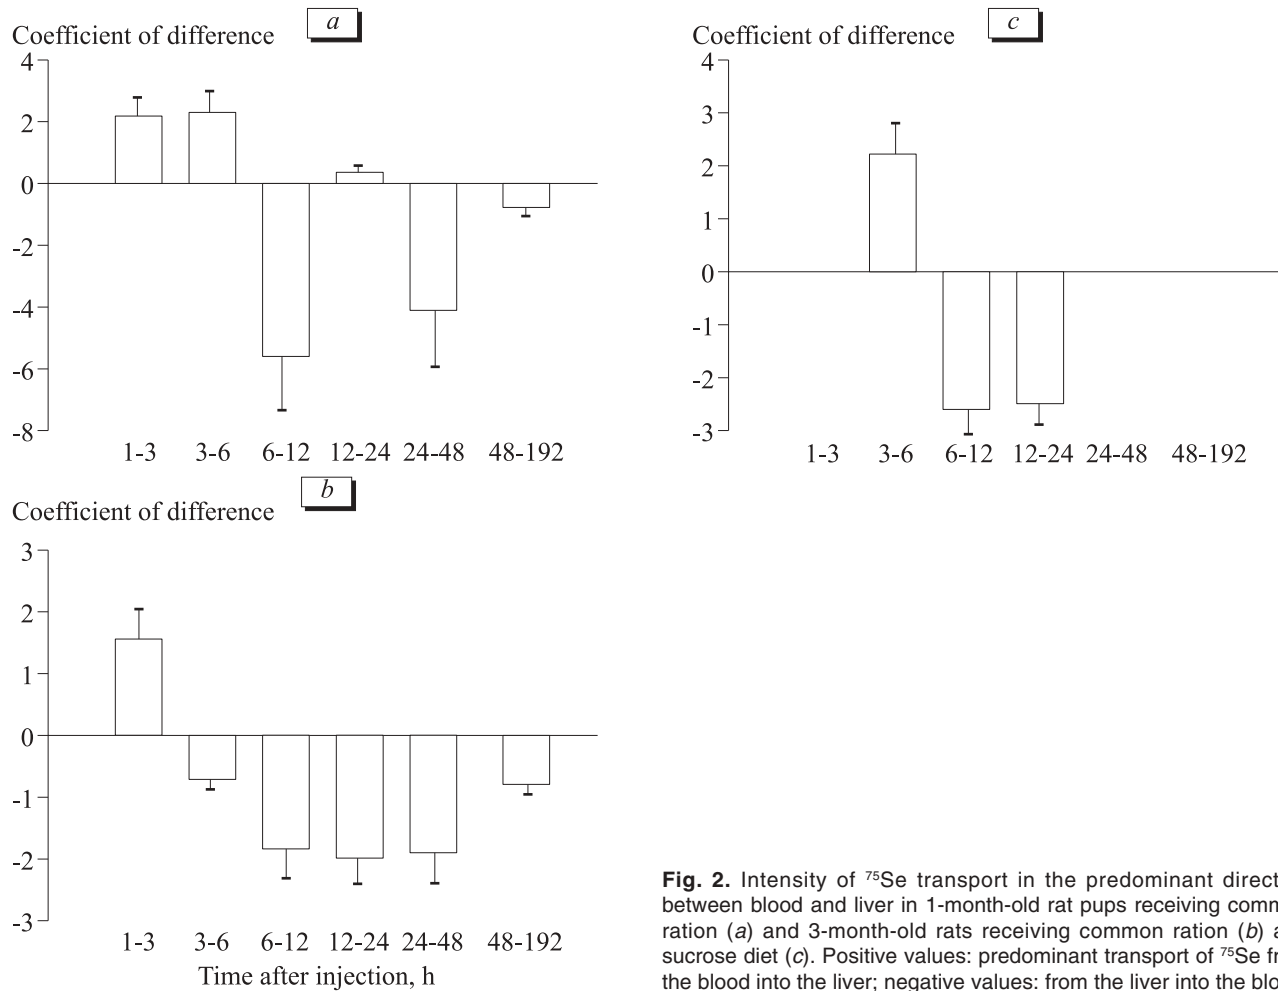 a
Coefficient of difference
4
2
0
-2
-4
-6
-8
1-3 3-6 6-12 12-24 24-48 48-192
b
Coefficient of difference
3
2
1
0
-1
-2
-3
1-3 3-6 6-12 12-24 24-48 48-192
Time after injection, h
c
Coefficient of difference
4
3
2
1
0
-1
-2
-3
1-3 3-6 6-12 12-24 24-48 48-192
Fig. 2. Intensity of ⁷⁵Se transport in the predominant direct
between blood and liver in 1-month-old rat pups receiving comm
ration (a) and 3-month-old rats receiving common ration (b) a
sucrose diet (c). Positive values: predominant transport of ⁷⁵Se fr
the blood into the liver; negative values: from the liver into the bloo